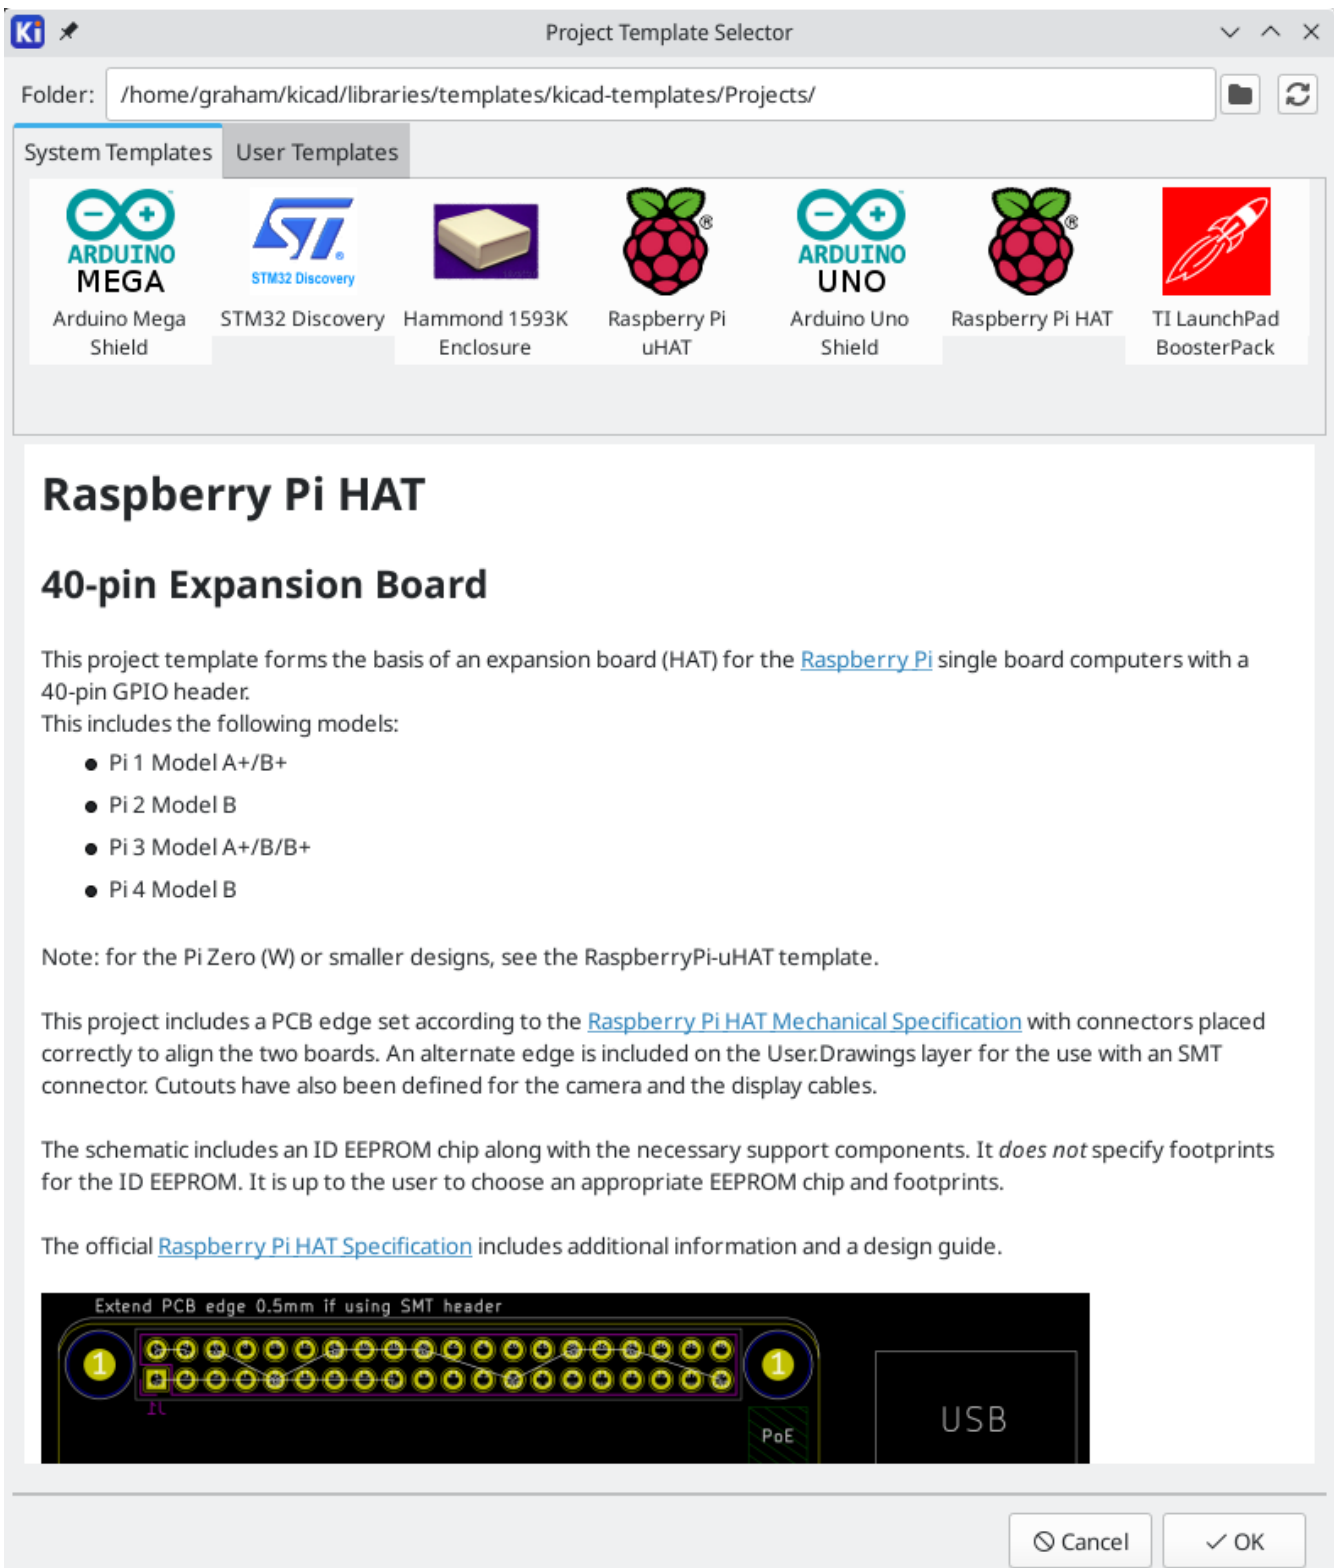 Project Template Selector
Folder: /home/graham/kicad/libraries/templates/kicad-templates/Projects/
System Templates User Templates
ARDUINO MEGA
STM32 Discovery
ARDUINO UNO
Arduino Mega Shield
STM32 Discovery
Hammond 1593K Enclosure
Raspberry Pi uHAT
Arduino Uno Shield
Raspberry Pi HAT
TI LaunchPad BoosterPack
Raspberry Pi HAT
40-pin Expansion Board
This project template forms the basis of an expansion board (HAT) for the Raspberry Pi single board computers with a
40-pin GPIO header.
This includes the following models:
● Pi 1 Model A+/B+
● Pi 2 Model B
● Pi 3 Model A+/B/B+
● Pi 4 Model B
Note: for the Pi Zero (W) or smaller designs, see the RaspberryPi-uHAT template.
This project includes a PCB edge set according to the Raspberry Pi HAT Mechanical Specification with connectors placed
correctly to align the two boards. An alternate edge is included on the User.Drawings layer for the use with an SMT
connector. Cutouts have also been defined for the camera and the display cables.
The schematic includes an ID EEPROM chip along with the necessary support components. It does not specify footprints
for the ID EEPROM. It is up to the user to choose an appropriate EEPROM chip and footprints.
The official Raspberry Pi HAT Specification includes additional information and a design guide.
Extend PCB edge 0.5mm if using SMT header
1 1
J1
USB
PoE
Cancel OK